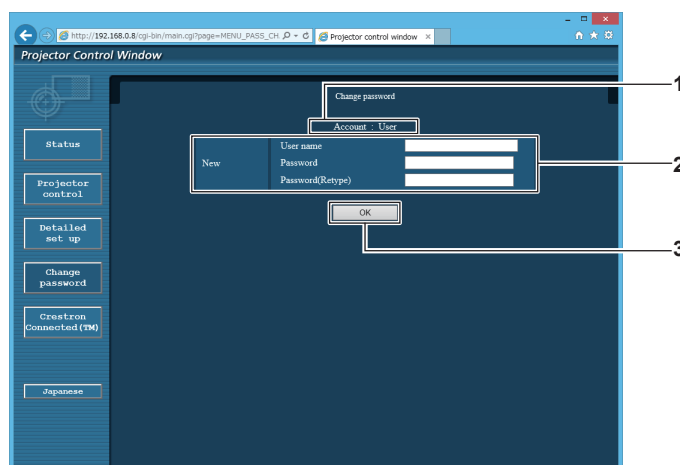 http://192.168.0.8/cgi-bin/main.cgi?page=MENU_PASS_CH
Projector control window
Projector Control Window
Change password
1
Account : User
Status
User name
New
Password
2
Password(Retype)
Projector
control
OK
Detailed
set up
3
Change
password
Crestron
Connected(TM)
Japanese